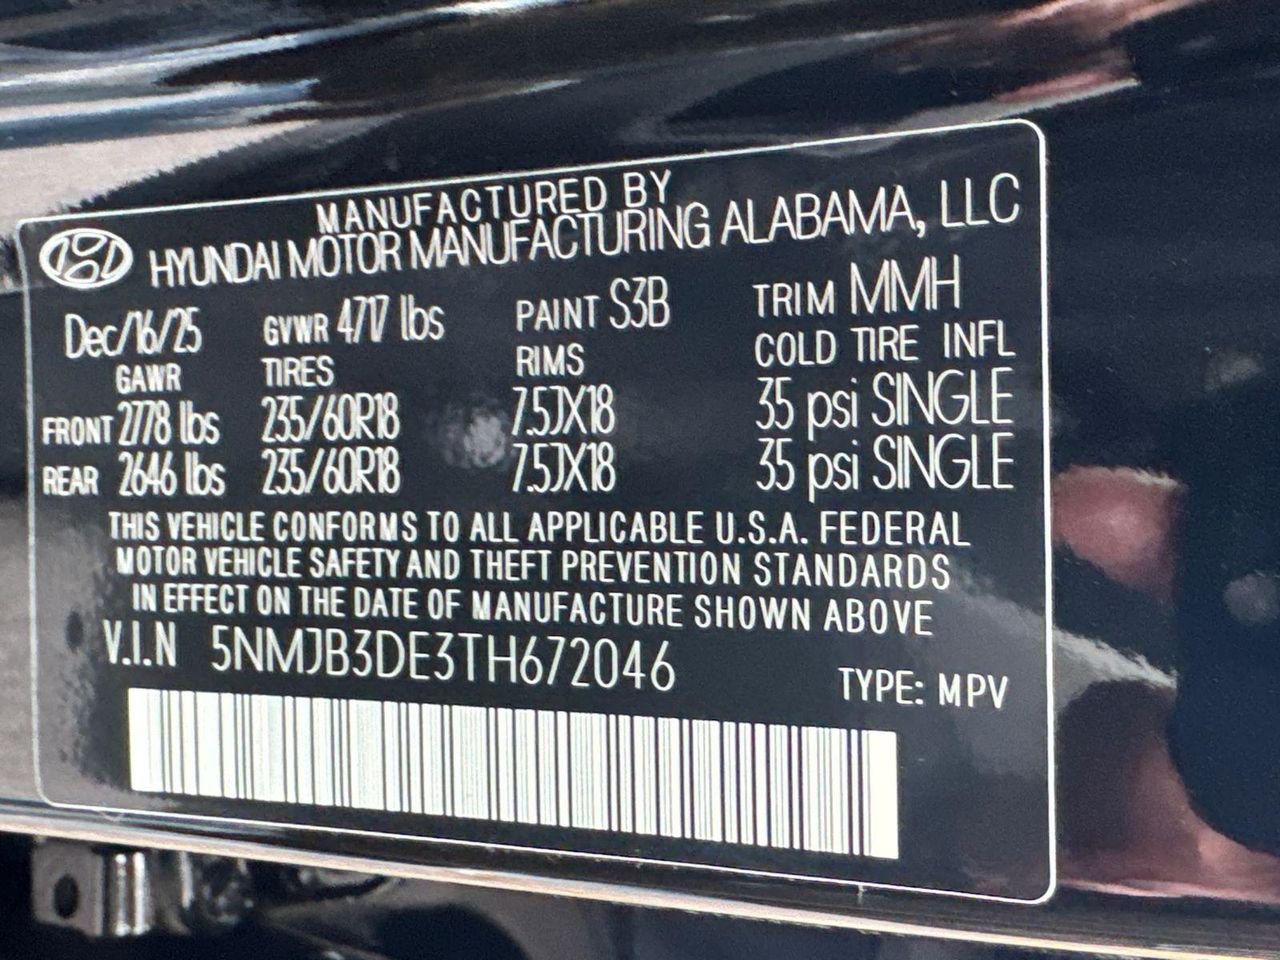 MANUFACTURED BY
HYUNDAI MOTOR MANUFACTURING ALABAMA, LLC
Dec/16/25 GVWR 4717 lbs PAINT S3B TRIM MMH
GAWR TIRES RIMS COLD TIRE INFL
FRONT 2778 lbs 235/60R18 7.5JX18 35 psi SINGLE
REAR 2646 lbs 235/60R18 7.5JX18 35 psi SINGLE
THIS VEHICLE CONFORMS TO ALL APPLICABLE U.S.A. FEDERAL
MOTOR VEHICLE SAFETY AND THEFT PREVENTION STANDARDS
IN EFFECT ON THE DATE OF MANUFACTURE SHOWN ABOVE
V.I.N 5NMJB3DE3TH672046
TYPE: MPV